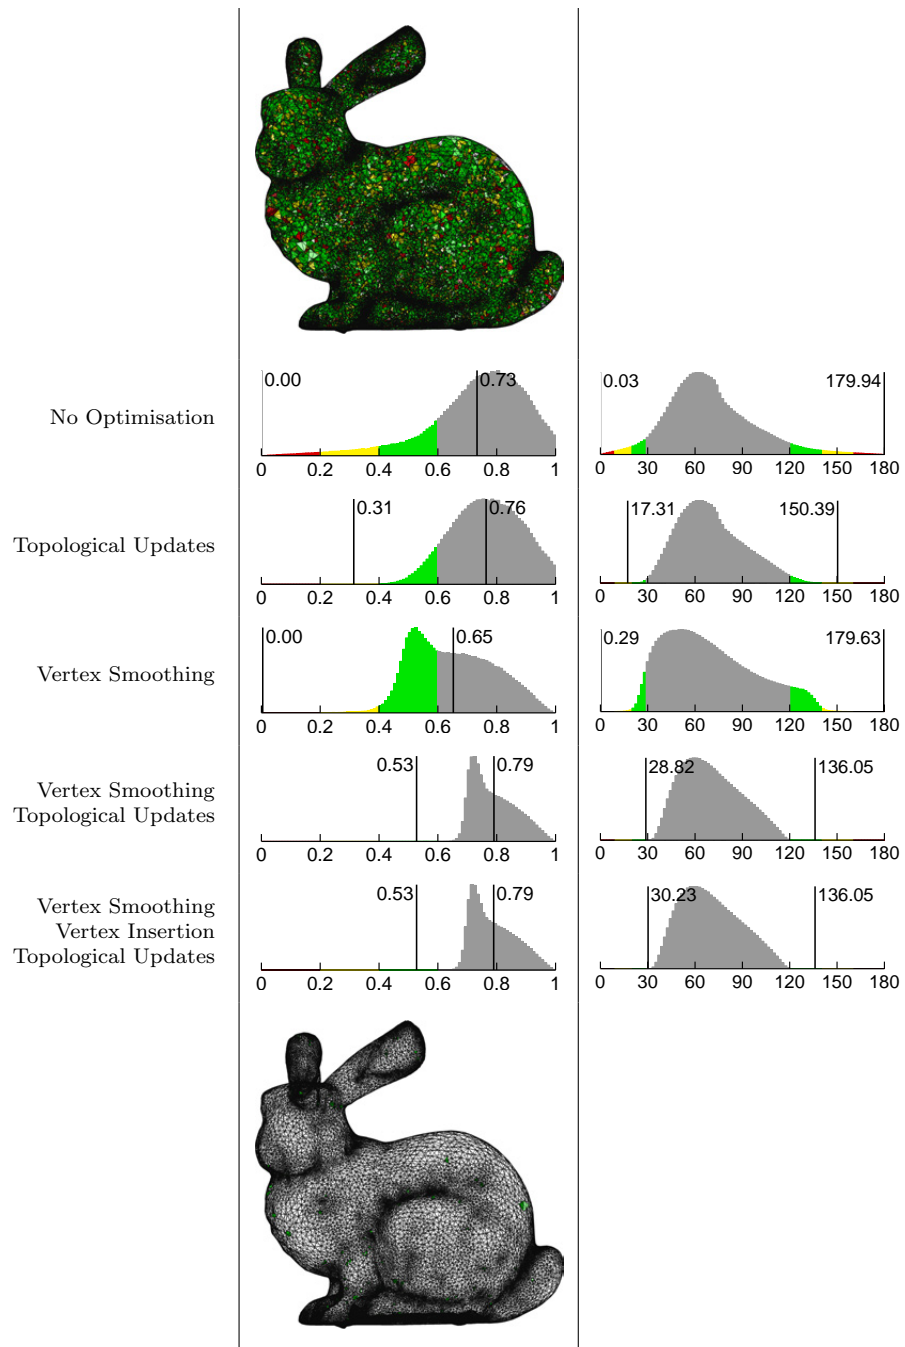 0.00
0.73
0.03
179.94
No Optimisation
0 0.2 0.4 0.6 0.8 1
0 30 60 90 120 150 180
0.31
0.76
17.31
150.39
Topological Updates
0 0.2 0.4 0.6 0.8 1
0 30 60 90 120 150 180
0.00
0.65
0.29
179.63
Vertex Smoothing
0 0.2 0.4 0.6 0.8 1
0 30 60 90 120 150 180
0.53
0.79
28.82
136.05
Vertex Smoothing
Topological Updates
0 0.2 0.4 0.6 0.8 1
0 30 60 90 120 150 180
0.53
0.79
30.23
136.05
Vertex Smoothing
Vertex Insertion
Topological Updates
0 0.2 0.4 0.6 0.8 1
0 30 60 90 120 150 180